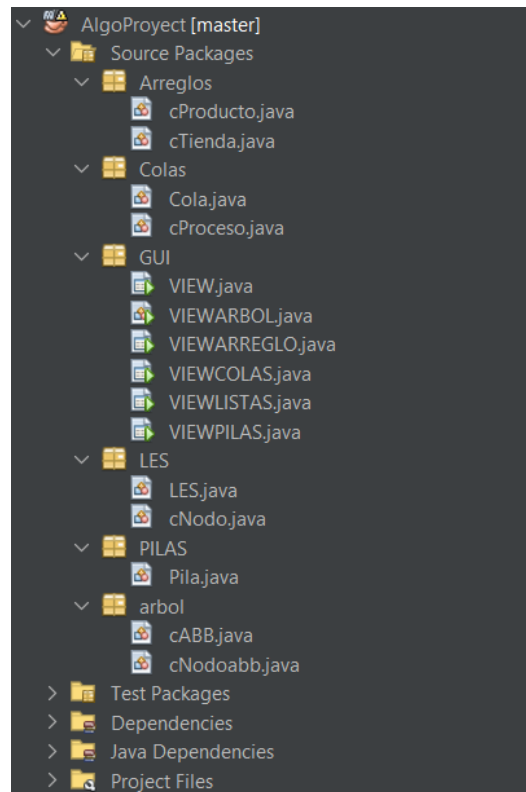 AlgoProyect [master]
Source Packages
Arreglos
cProducto.java
cTienda.java
Colas
Cola.java
cProceso.java
GUI
VIEW.java
VIEWARBOL.java
VIEWARREGLO.java
VIEWCOLAS.java
VIEWLISTAS.java
VIEWPILAS.java
LES
LES.java
cNodo.java
PILAS
Pila.java
arbol
cABB.java
cNodoabb.java
Test Packages
Dependencies
Java Dependencies
Project Files